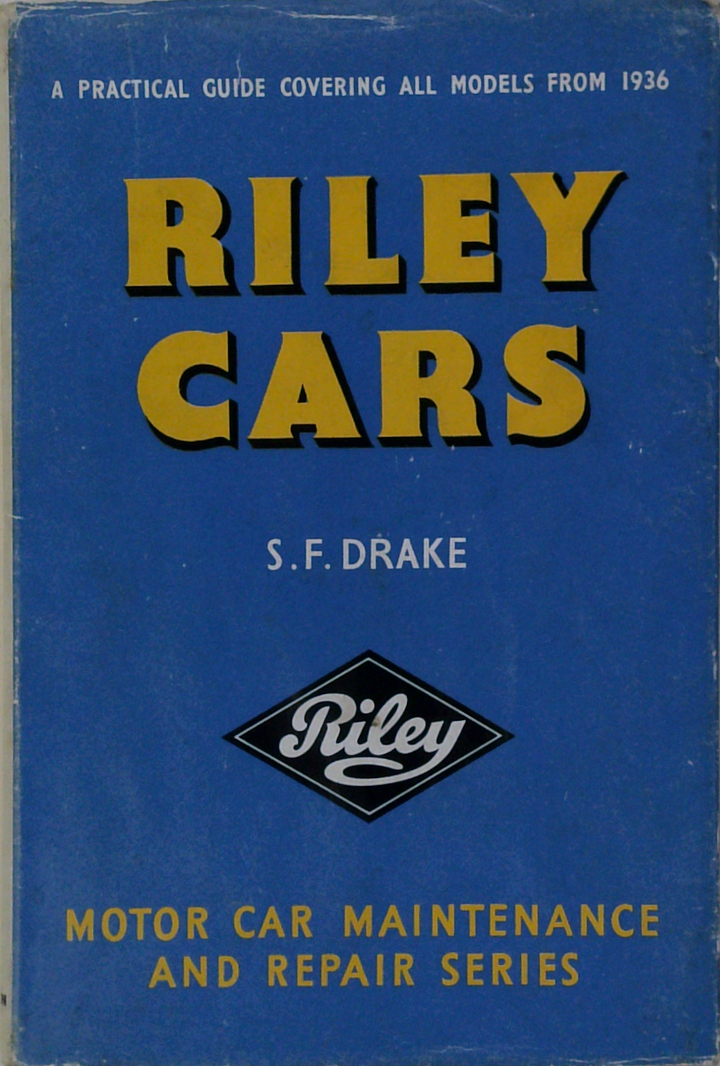 A PRACTICAL GUIDE COVERING ALL MODELS FROM 1936
RILEY
CARS
S.F. DRAKE
Riley
MOTOR CAR MAINTENANCE
AND REPAIR SERIES